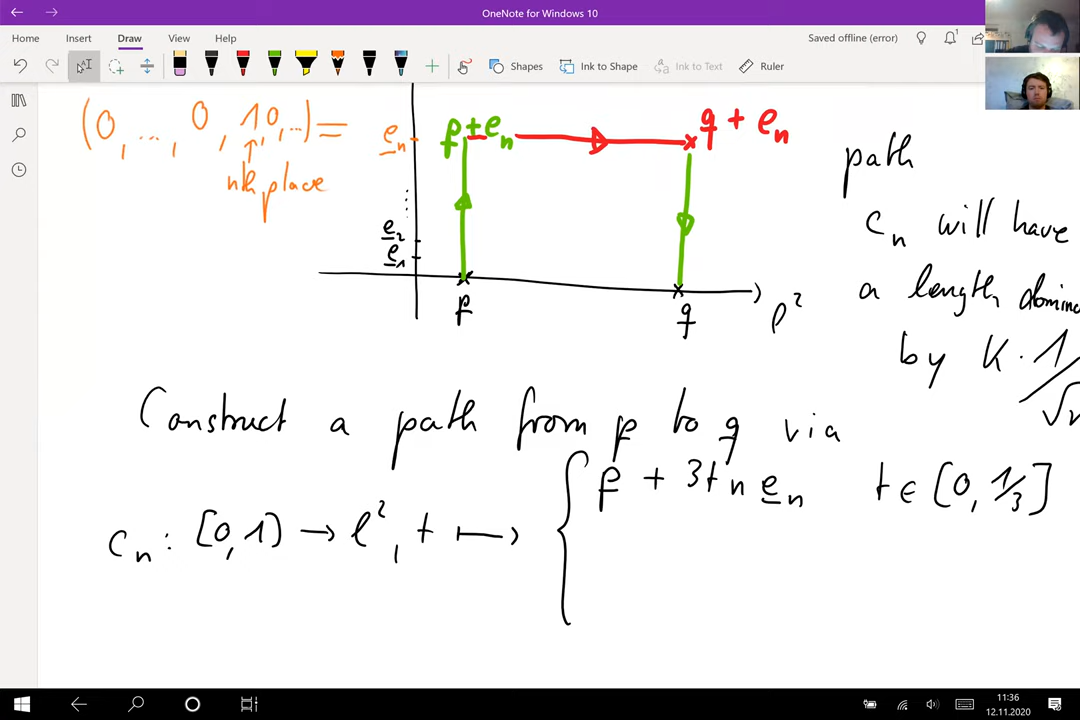 OneNote for Windows 10
Home Insert Draw View Help
Saved offline (error)
Shapes Ink to Shape Ink to Text Ruler
(0, ..., 0, 1 0, ..) = e_n
nth place
e_2
e_1
p + e_n
q + e_n
p
q
ℓ²
path
c_n will have
a length domina
by K · 1/√n
Construct a path from p to q via
c_n : [0,1] → ℓ², t ↦ { p + 3t n e_n t ∈ [0, 1/3]
11:36
12.11.2020